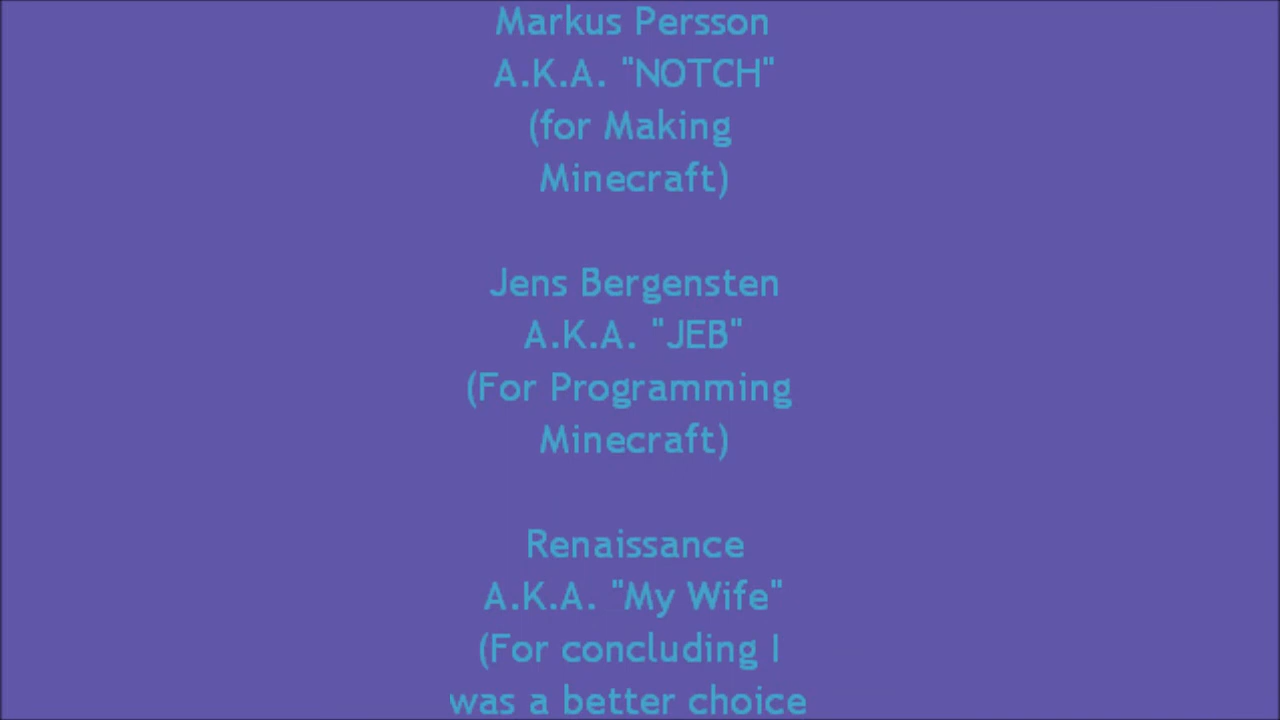 Markus Persson
A.K.A. "NOTCH"
(for Making
Minecraft)
Jens Bergensten
A.K.A. "JEB"
(For Programming
Minecraft)
Renaissance
A.K.A. "My Wife"
(For concluding I
was a better choice